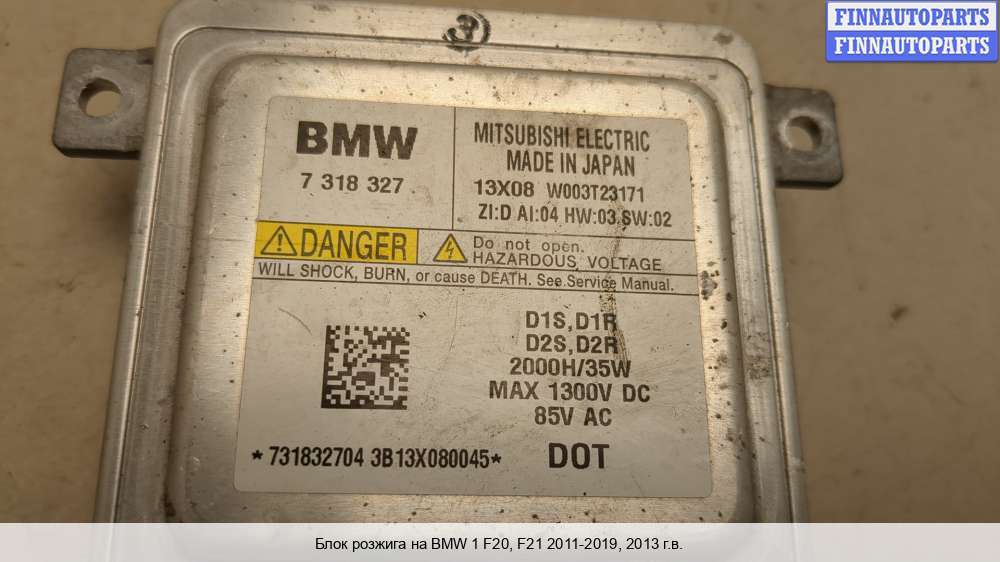 FINNAUTOPARTS
FINNAUTOPARTS
3
BMW
7 318 327
MITSUBISHI ELECTRIC
MADE IN JAPAN
13X08 W003T23171
ZI:D AI:04 HW:03 SW:02
DANGER
Do not open.
HAZARDOUS VOLTAGE
WILL SHOCK, BURN, or cause DEATH. See Service Manual.
D1S,D1R
D2S,D2R
2000H/35W
MAX 1300V DC
85V AC
*731832704 3B13X080045*
DOT
Блок розжига на BMW 1 F20, F21 2011-2019, 2013 г.в.